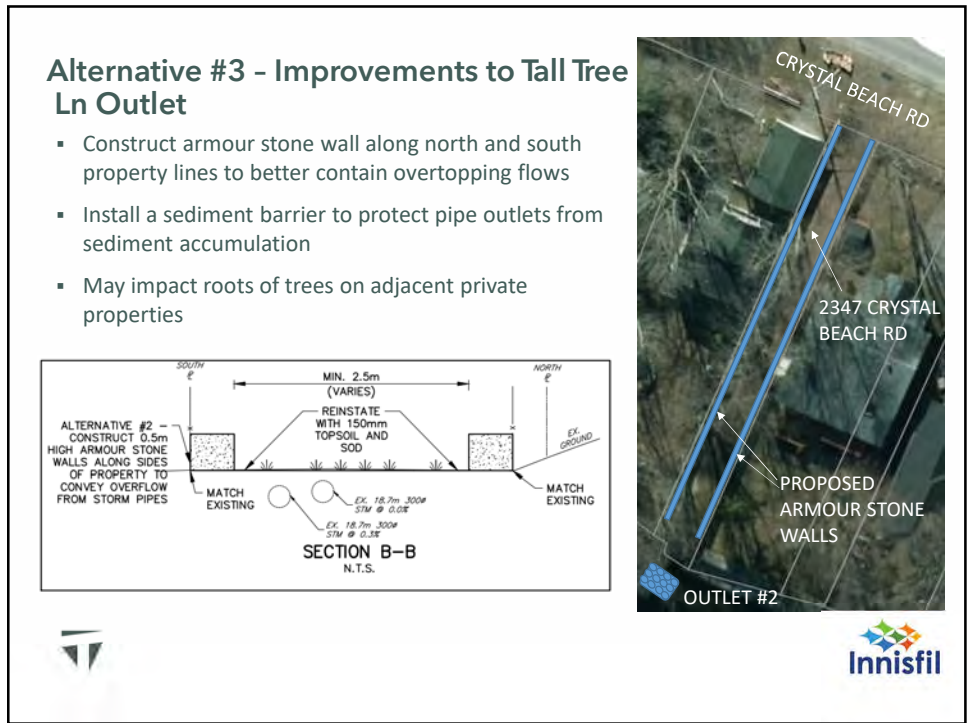 Alternative #3 – Improvements to Tall Tree
Ln Outlet
▪ Construct armour stone wall along north and south
property lines to better contain overtopping flows
▪ Install a sediment barrier to protect pipe outlets from
sediment accumulation
▪ May impact roots of trees on adjacent private
properties
CRYSTAL BEACH RD
2347 CRYSTAL
BEACH RD
PROPOSED
ARMOUR STONE
WALLS
OUTLET #2
SOUTH
℄
NORTH
℄
MIN. 2.5m
(VARIES)
REINSTATE
WITH 150mm
TOPSOIL AND
SOD
ALTERNATIVE #2 –
CONSTRUCT 0.5m
HIGH ARMOUR STONE
WALLS ALONG SIDES
OF PROPERTY TO
CONVEY OVERFLOW
FROM STORM PIPES
EX.
GROUND
MATCH
EXISTING
MATCH
EXISTING
EX. 18.7m 300ø
STM @ 0.0%
EX. 18.7m 300ø
STM @ 0.3%
SECTION B-B
N.T.S.
Innisfil